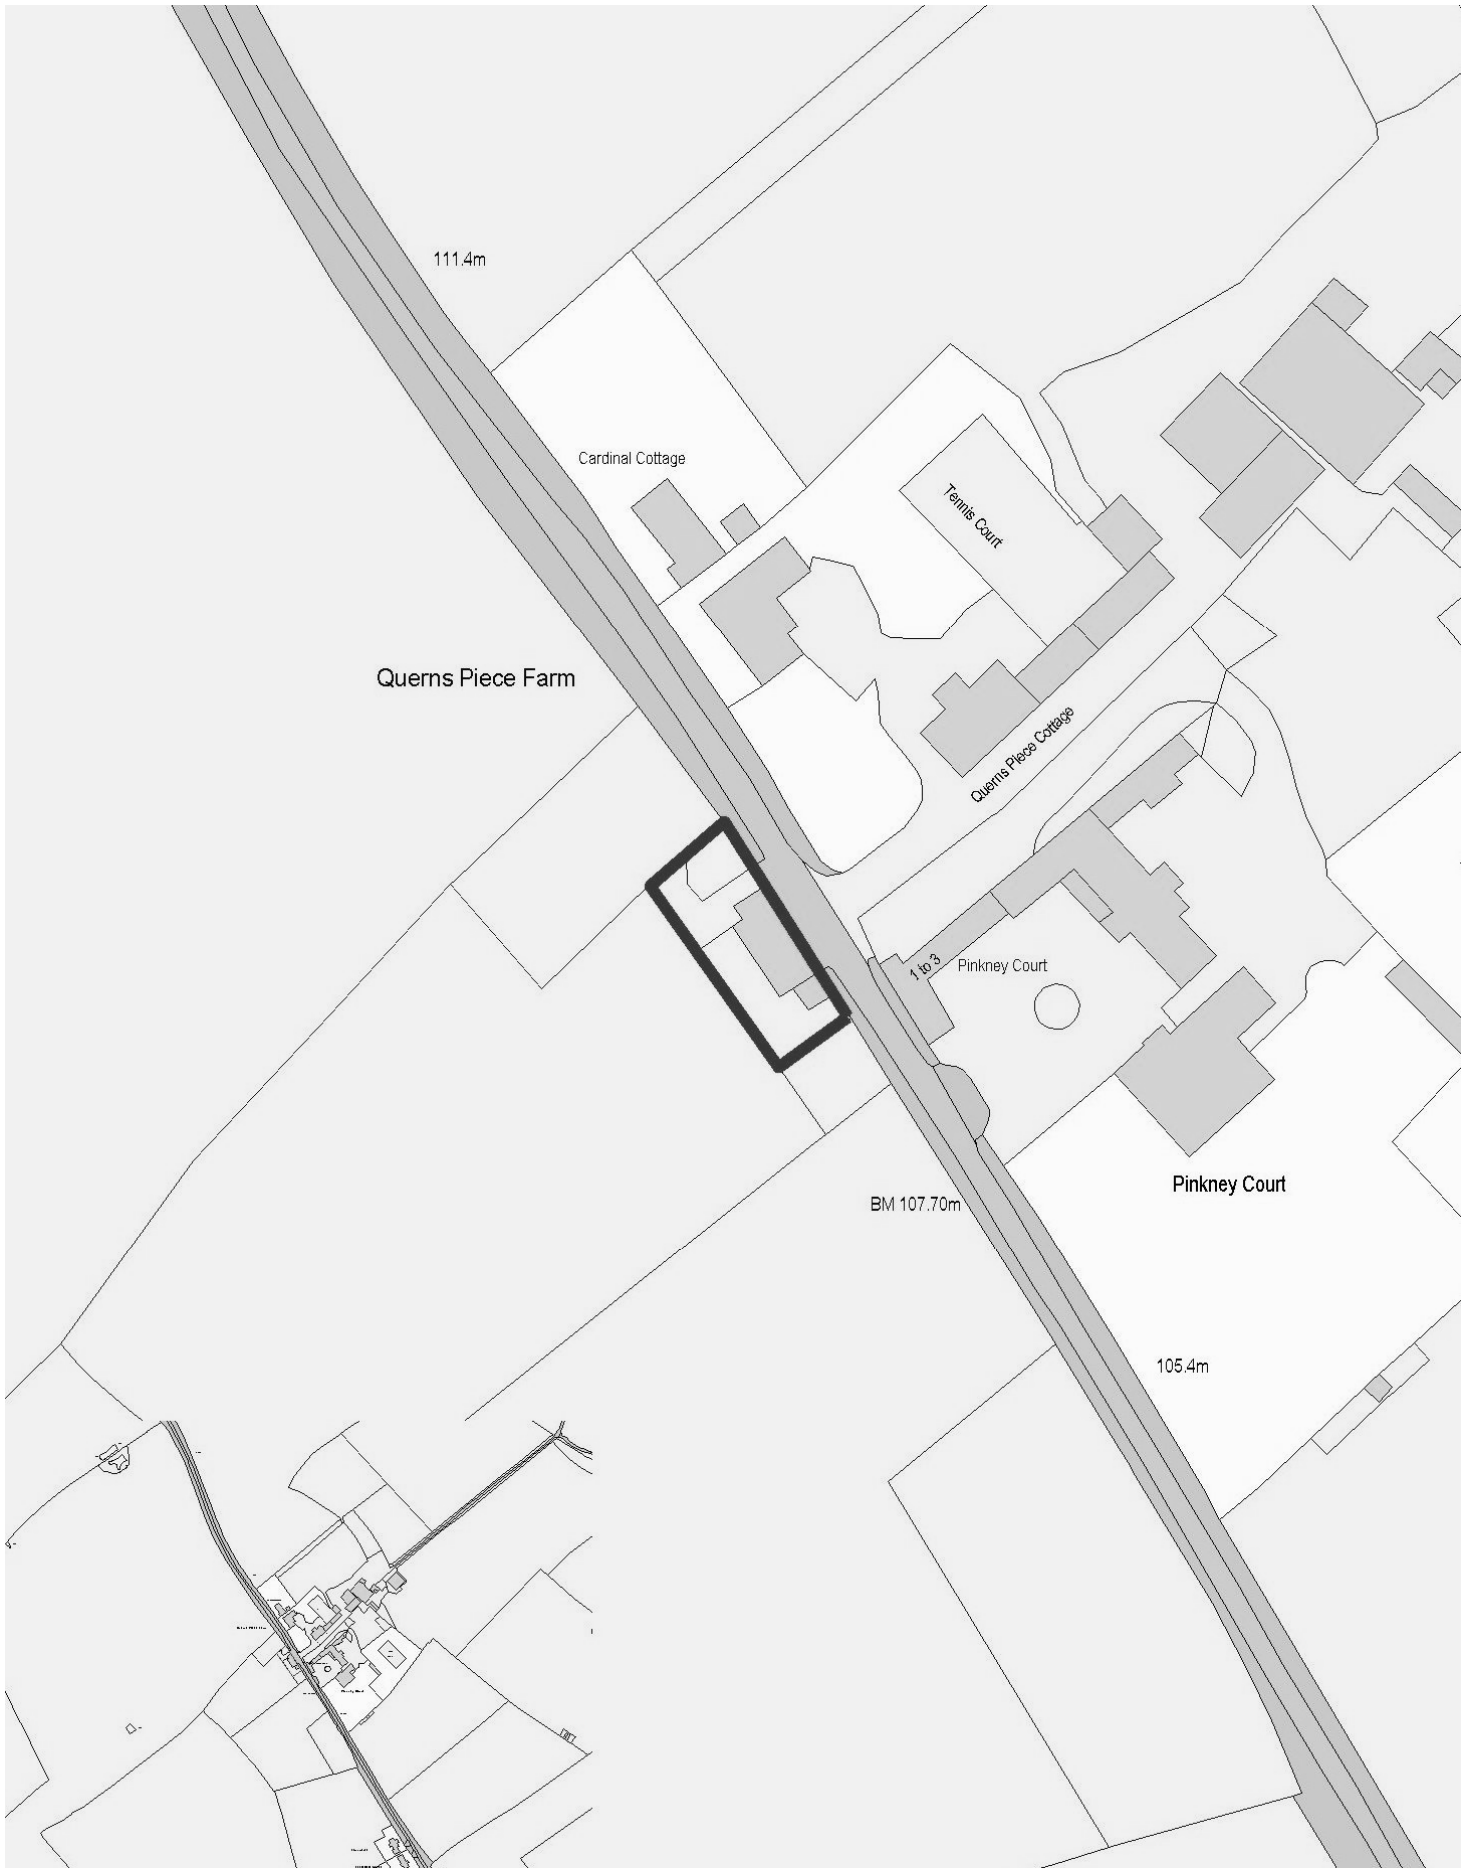 111.4m
Cardinal Cottage
Tennis Court
Querns Piece Farm
Querns Piece Cottage
1 to 3
Pinkney Court
Pinkney Court
BM 107.70m
105.4m